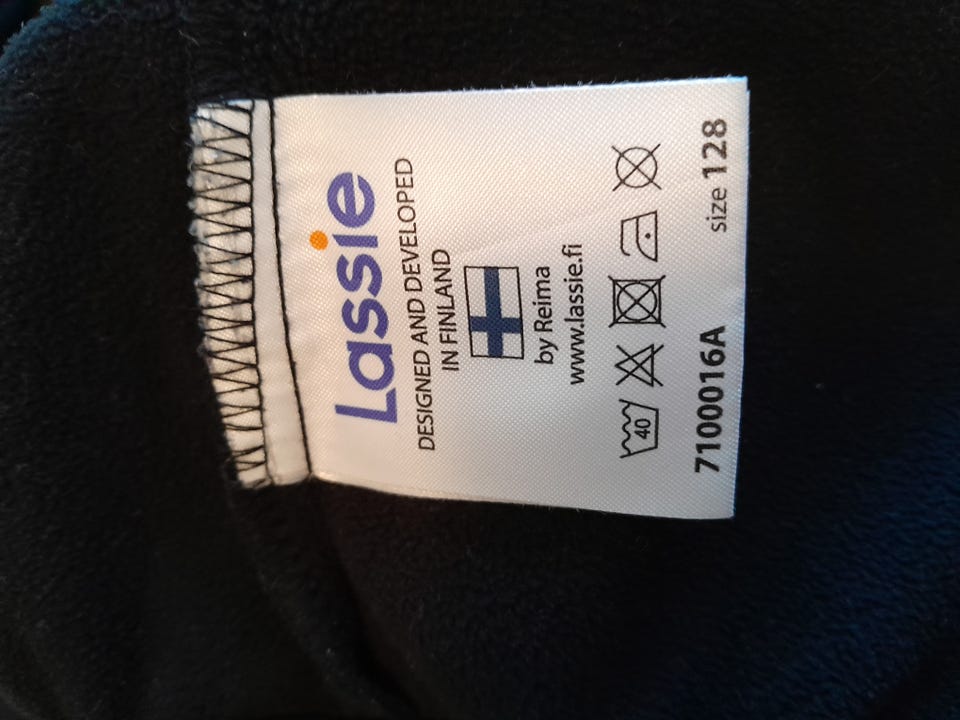 Lassie
DESIGNED AND DEVELOPED
IN FINLAND
by Reima
www.lassie.fi
40
7100016A size 128